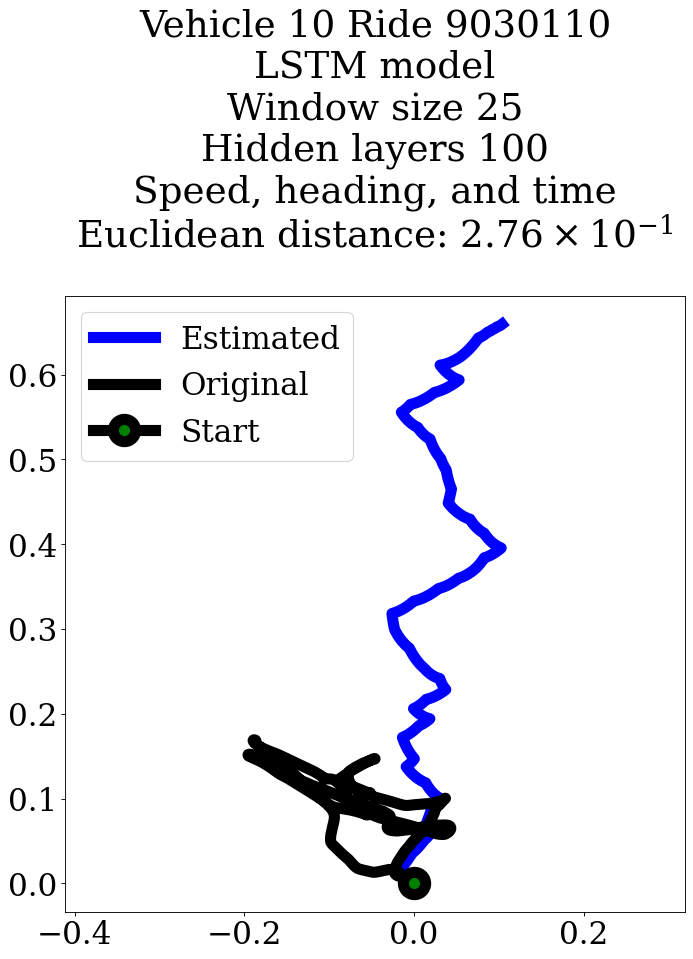 Vehicle 10 Ride 9030110
LSTM model
Window size 25
Hidden layers 100
Speed, heading, and time
Euclidean distance: 2.76 × 10⁻¹
Estimated
Original
Start
0.6
0.5
0.4
0.3
0.2
0.1
0.0
−0.4 −0.2 0.0 0.2